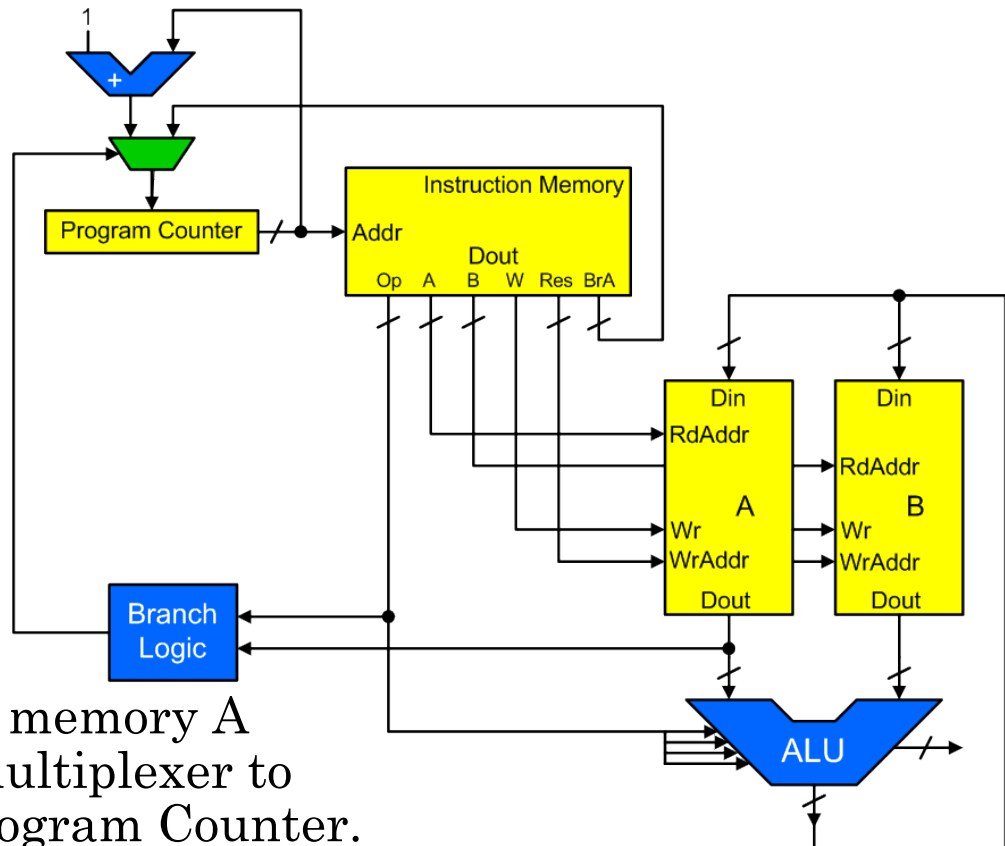 1
+
Program Counter
Instruction Memory
Addr
Dout
Op A B W Res BrA
Din
RdAddr
A
Wr
WrAddr
Dout
Din
RdAddr
B
Wr
WrAddr
Dout
Branch
Logic
ALU
memory A
ultiplexer to
ogram Counter.